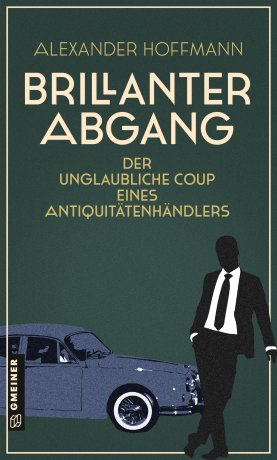 ALEXANDER HOFFMANN
BRILLANTER
ABGANG
DER
UNGLAUBLICHE COUP
EINES
ANTIQUITÄTENHÄNDLERS
GMEINER